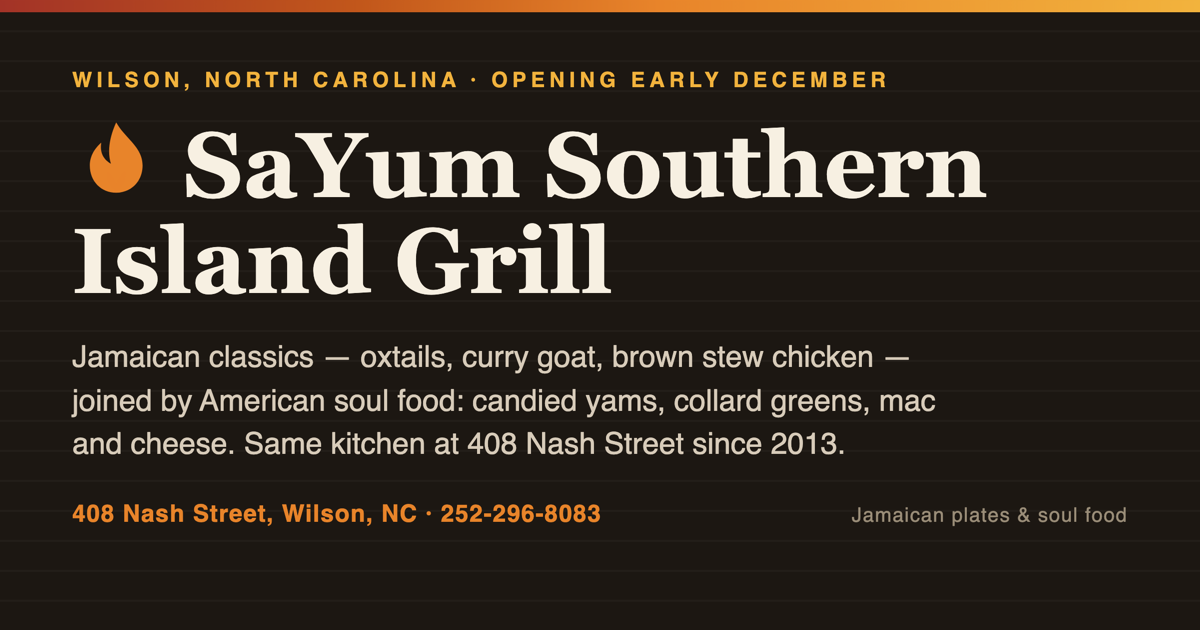 WILSON, NORTH CAROLINA · OPENING EARLY DECEMBER
SaYum Southern
Island Grill
Jamaican classics — oxtails, curry goat, brown stew chicken —
joined by American soul food: candied yams, collard greens, mac
and cheese. Same kitchen at 408 Nash Street since 2013.
408 Nash Street, Wilson, NC · 252-296-8083
Jamaican plates & soul food